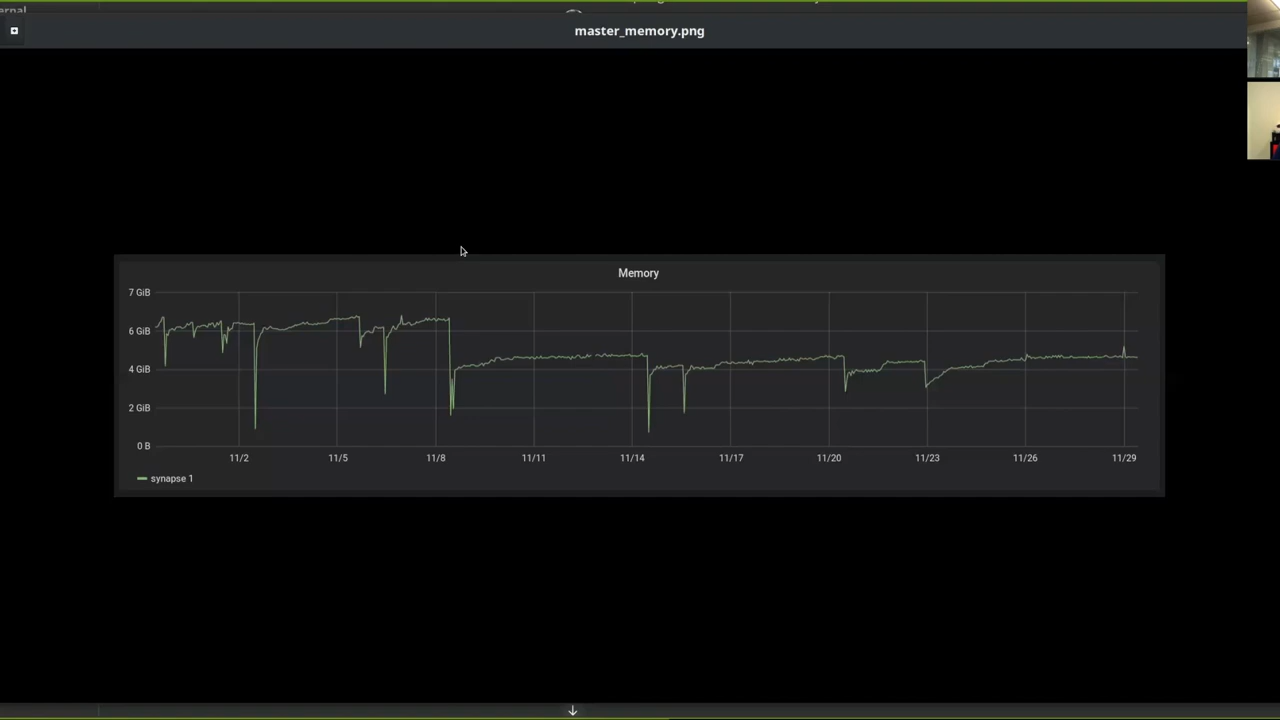 master_memory.png
Memory
7 GiB
6 GiB
4 GiB
2 GiB
0 B
11/2 11/5 11/8 11/11 11/14 11/17 11/20 11/23 11/26 11/29
synapse 1